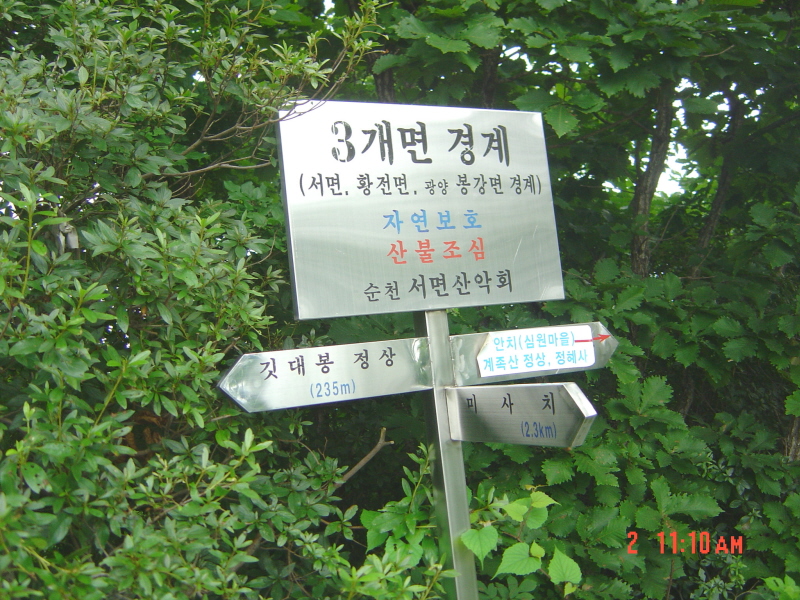 3개면 경계
(서면, 황전면, 광양 봉강면 경계)
자연보호
산불조심
순천 서면산악회
깃대봉 정상
(235m)
안치(심원마을)
계족산 정상, 정혜사
미사치
(2.3km)
2 11:10 AM